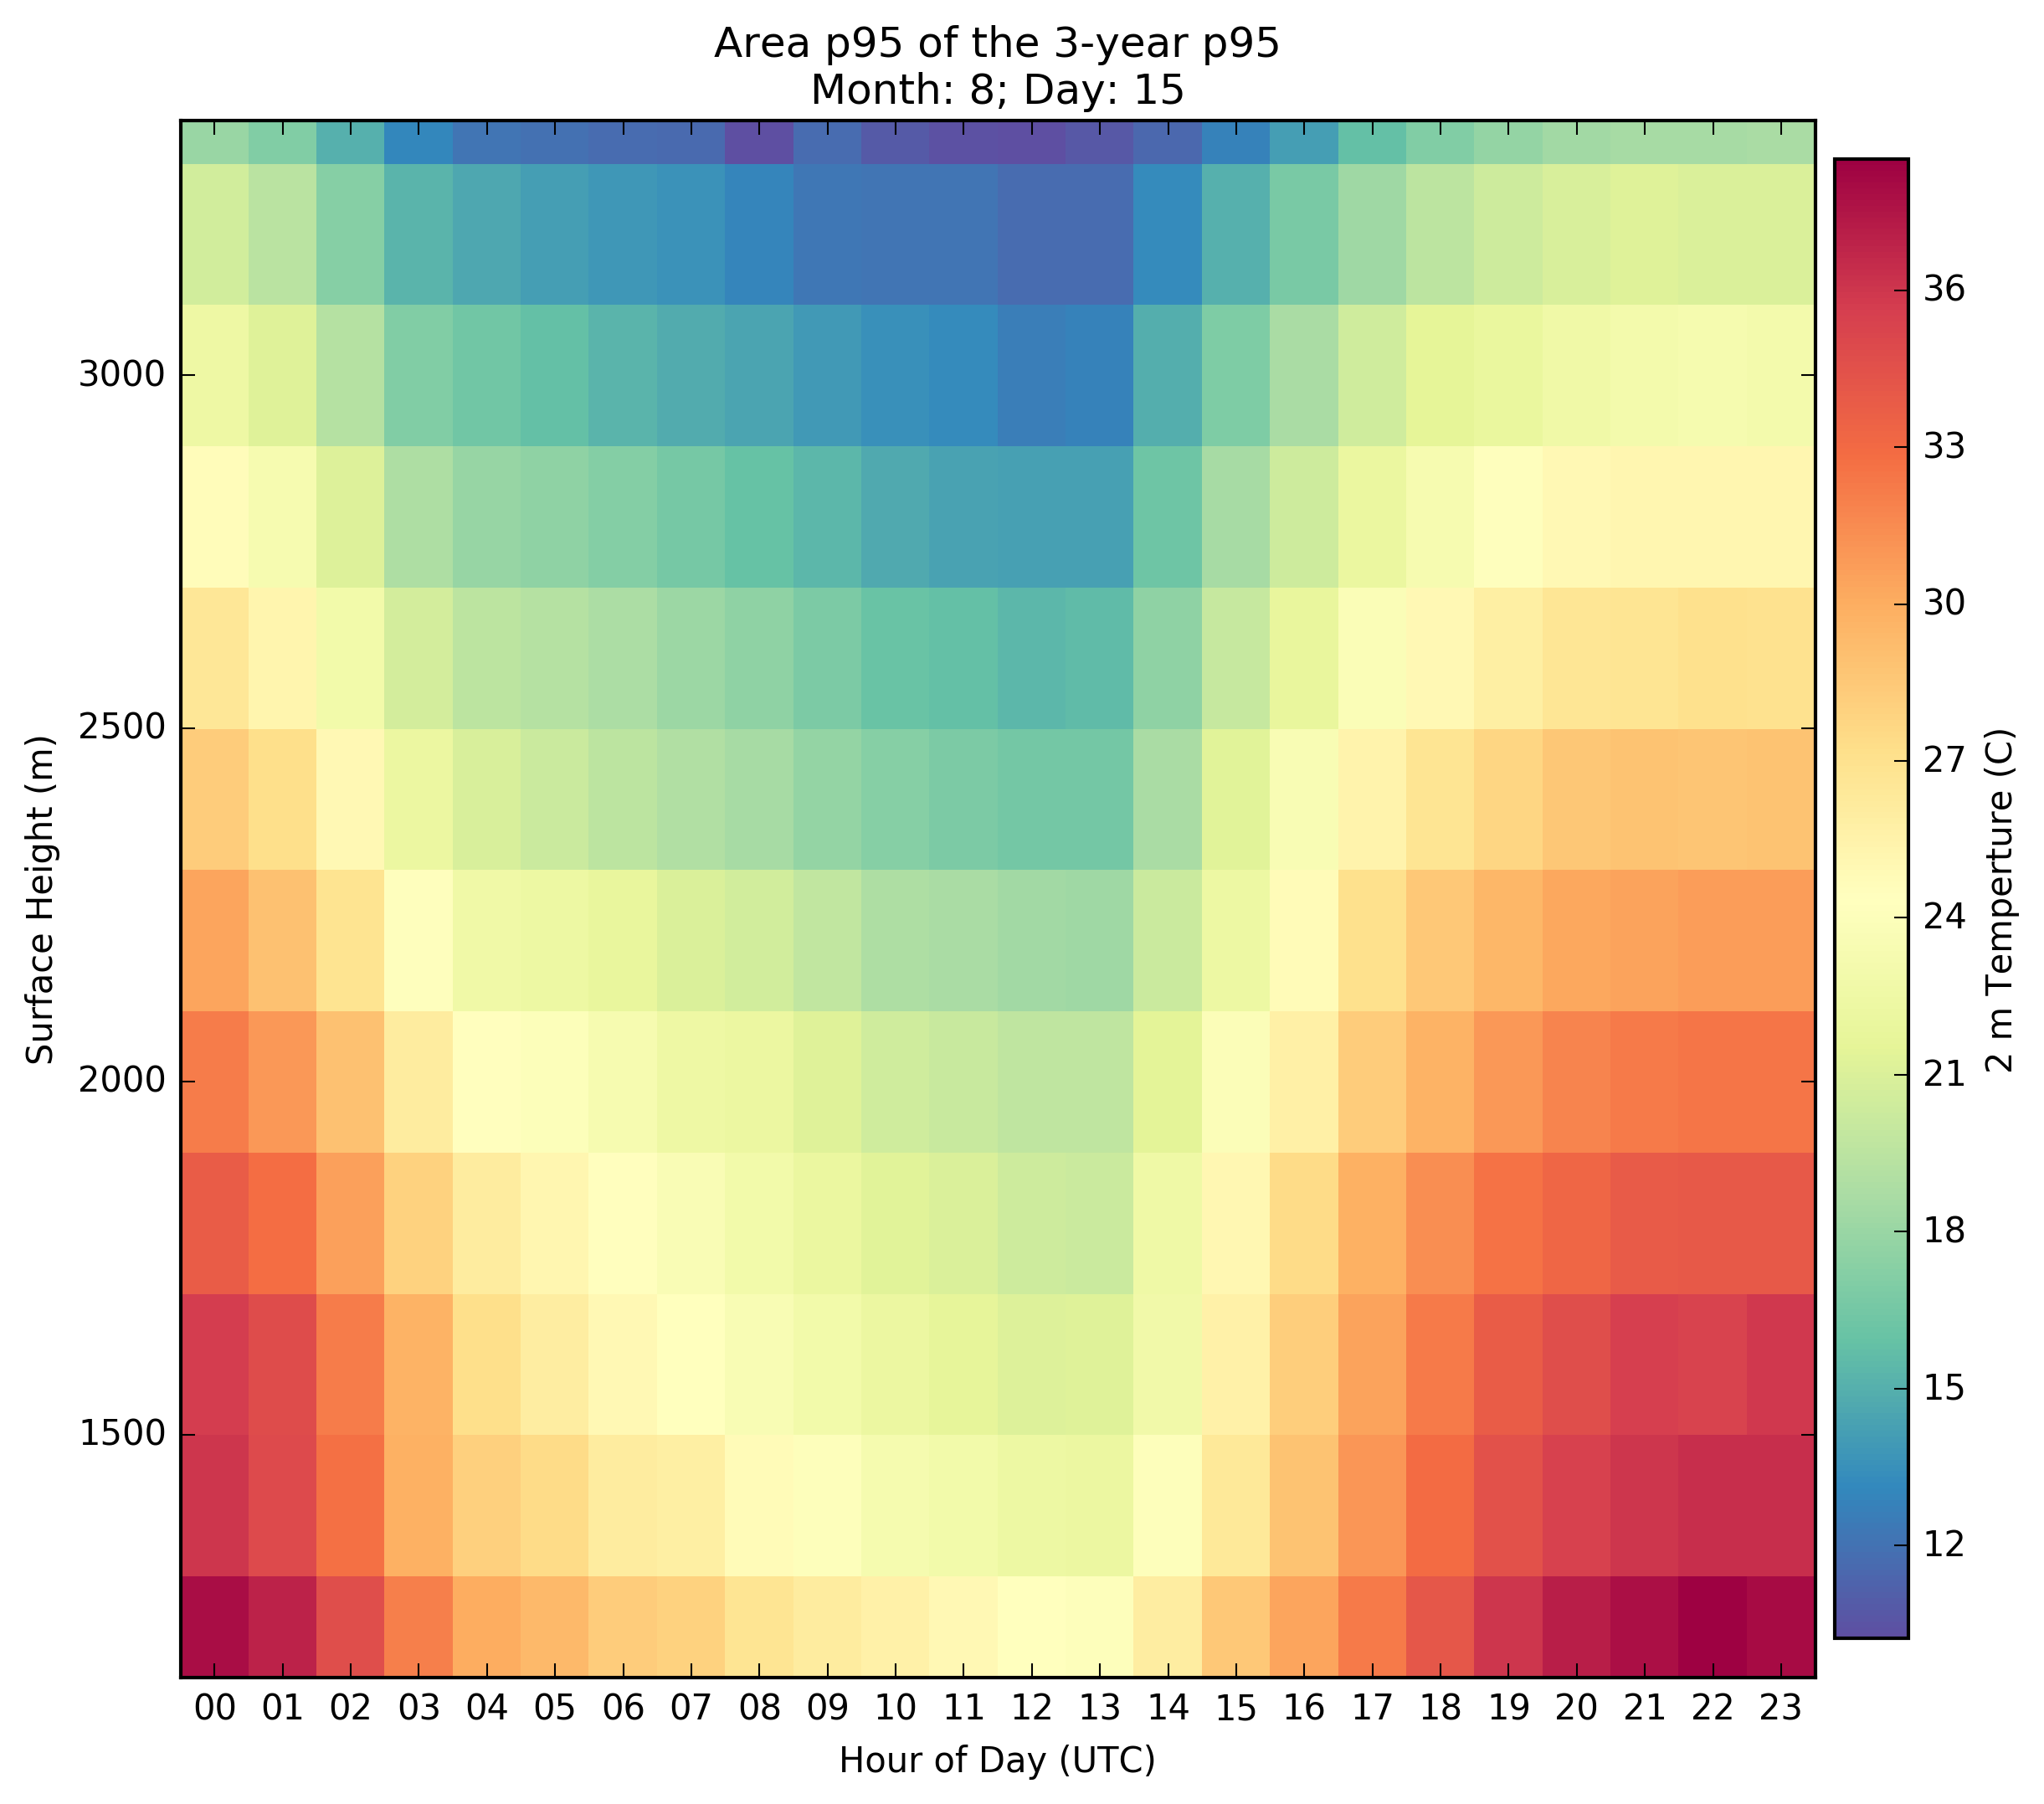 Area p95 of the 3-year p95
Month: 8; Day: 15
3000
2500
2000
1500
Surface Height (m)
00 01 02 03 04 05 06 07 08 09 10 11 12 13 14 15 16 17 18 19 20 21 22 23
Hour of Day (UTC)
36
33
30
27
24
21
18
15
12
2 m Temperture (C)